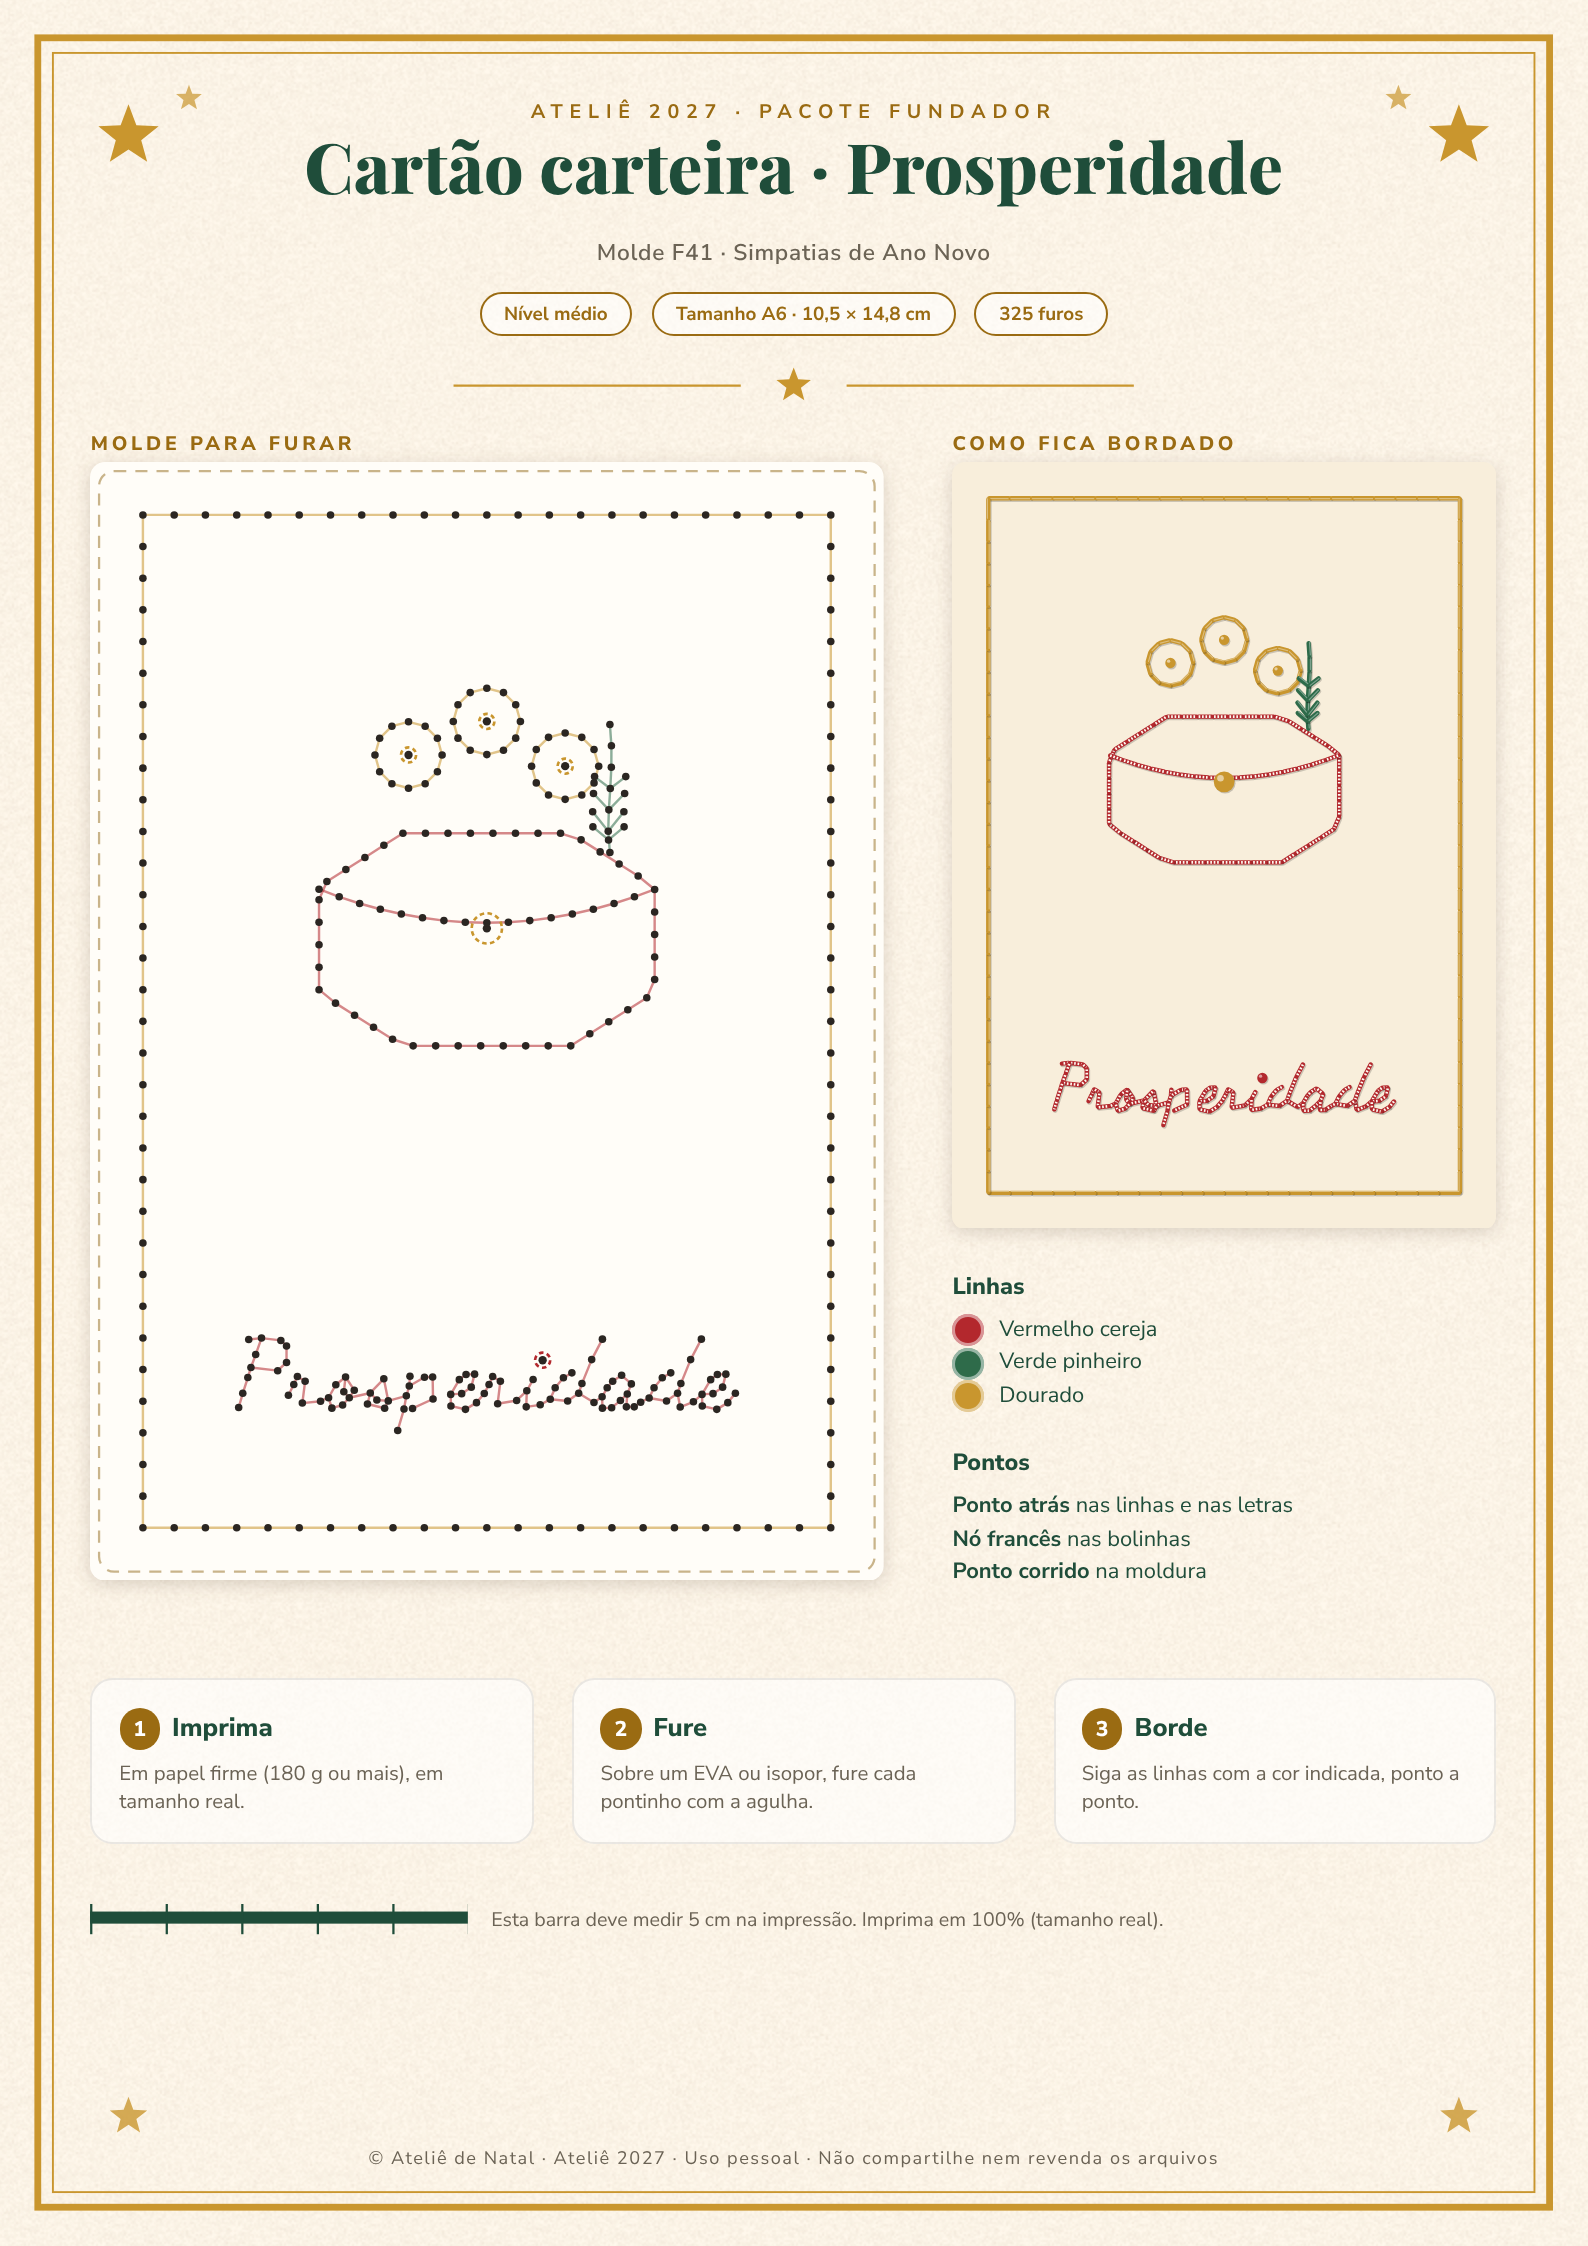 ATELIÊ 2027 · PACOTE FUNDADOR
Cartão carteira · Prosperidade
Molde F41 · Simpatias de Ano Novo
Nível médio
Tamanho A6 · 10,5 × 14,8 cm
325 furos
MOLDE PARA FURAR
Prosperidade
COMO FICA BORDADO
Prosperidade
Linhas
Vermelho cereja
Verde pinheiro
Dourado
Pontos
Ponto atrás nas linhas e nas letras
Nó francês nas bolinhas
Ponto corrido na moldura
1 Imprima
Em papel firme (180 g ou mais), em
tamanho real.
2 Fure
Sobre um EVA ou isopor, fure cada
pontinho com a agulha.
3 Borde
Siga as linhas com a cor indicada, ponto a
ponto.
Esta barra deve medir 5 cm na impressão. Imprima em 100% (tamanho real).
© Ateliê de Natal · Ateliê 2027 · Uso pessoal · Não compartilhe nem revenda os arquivos